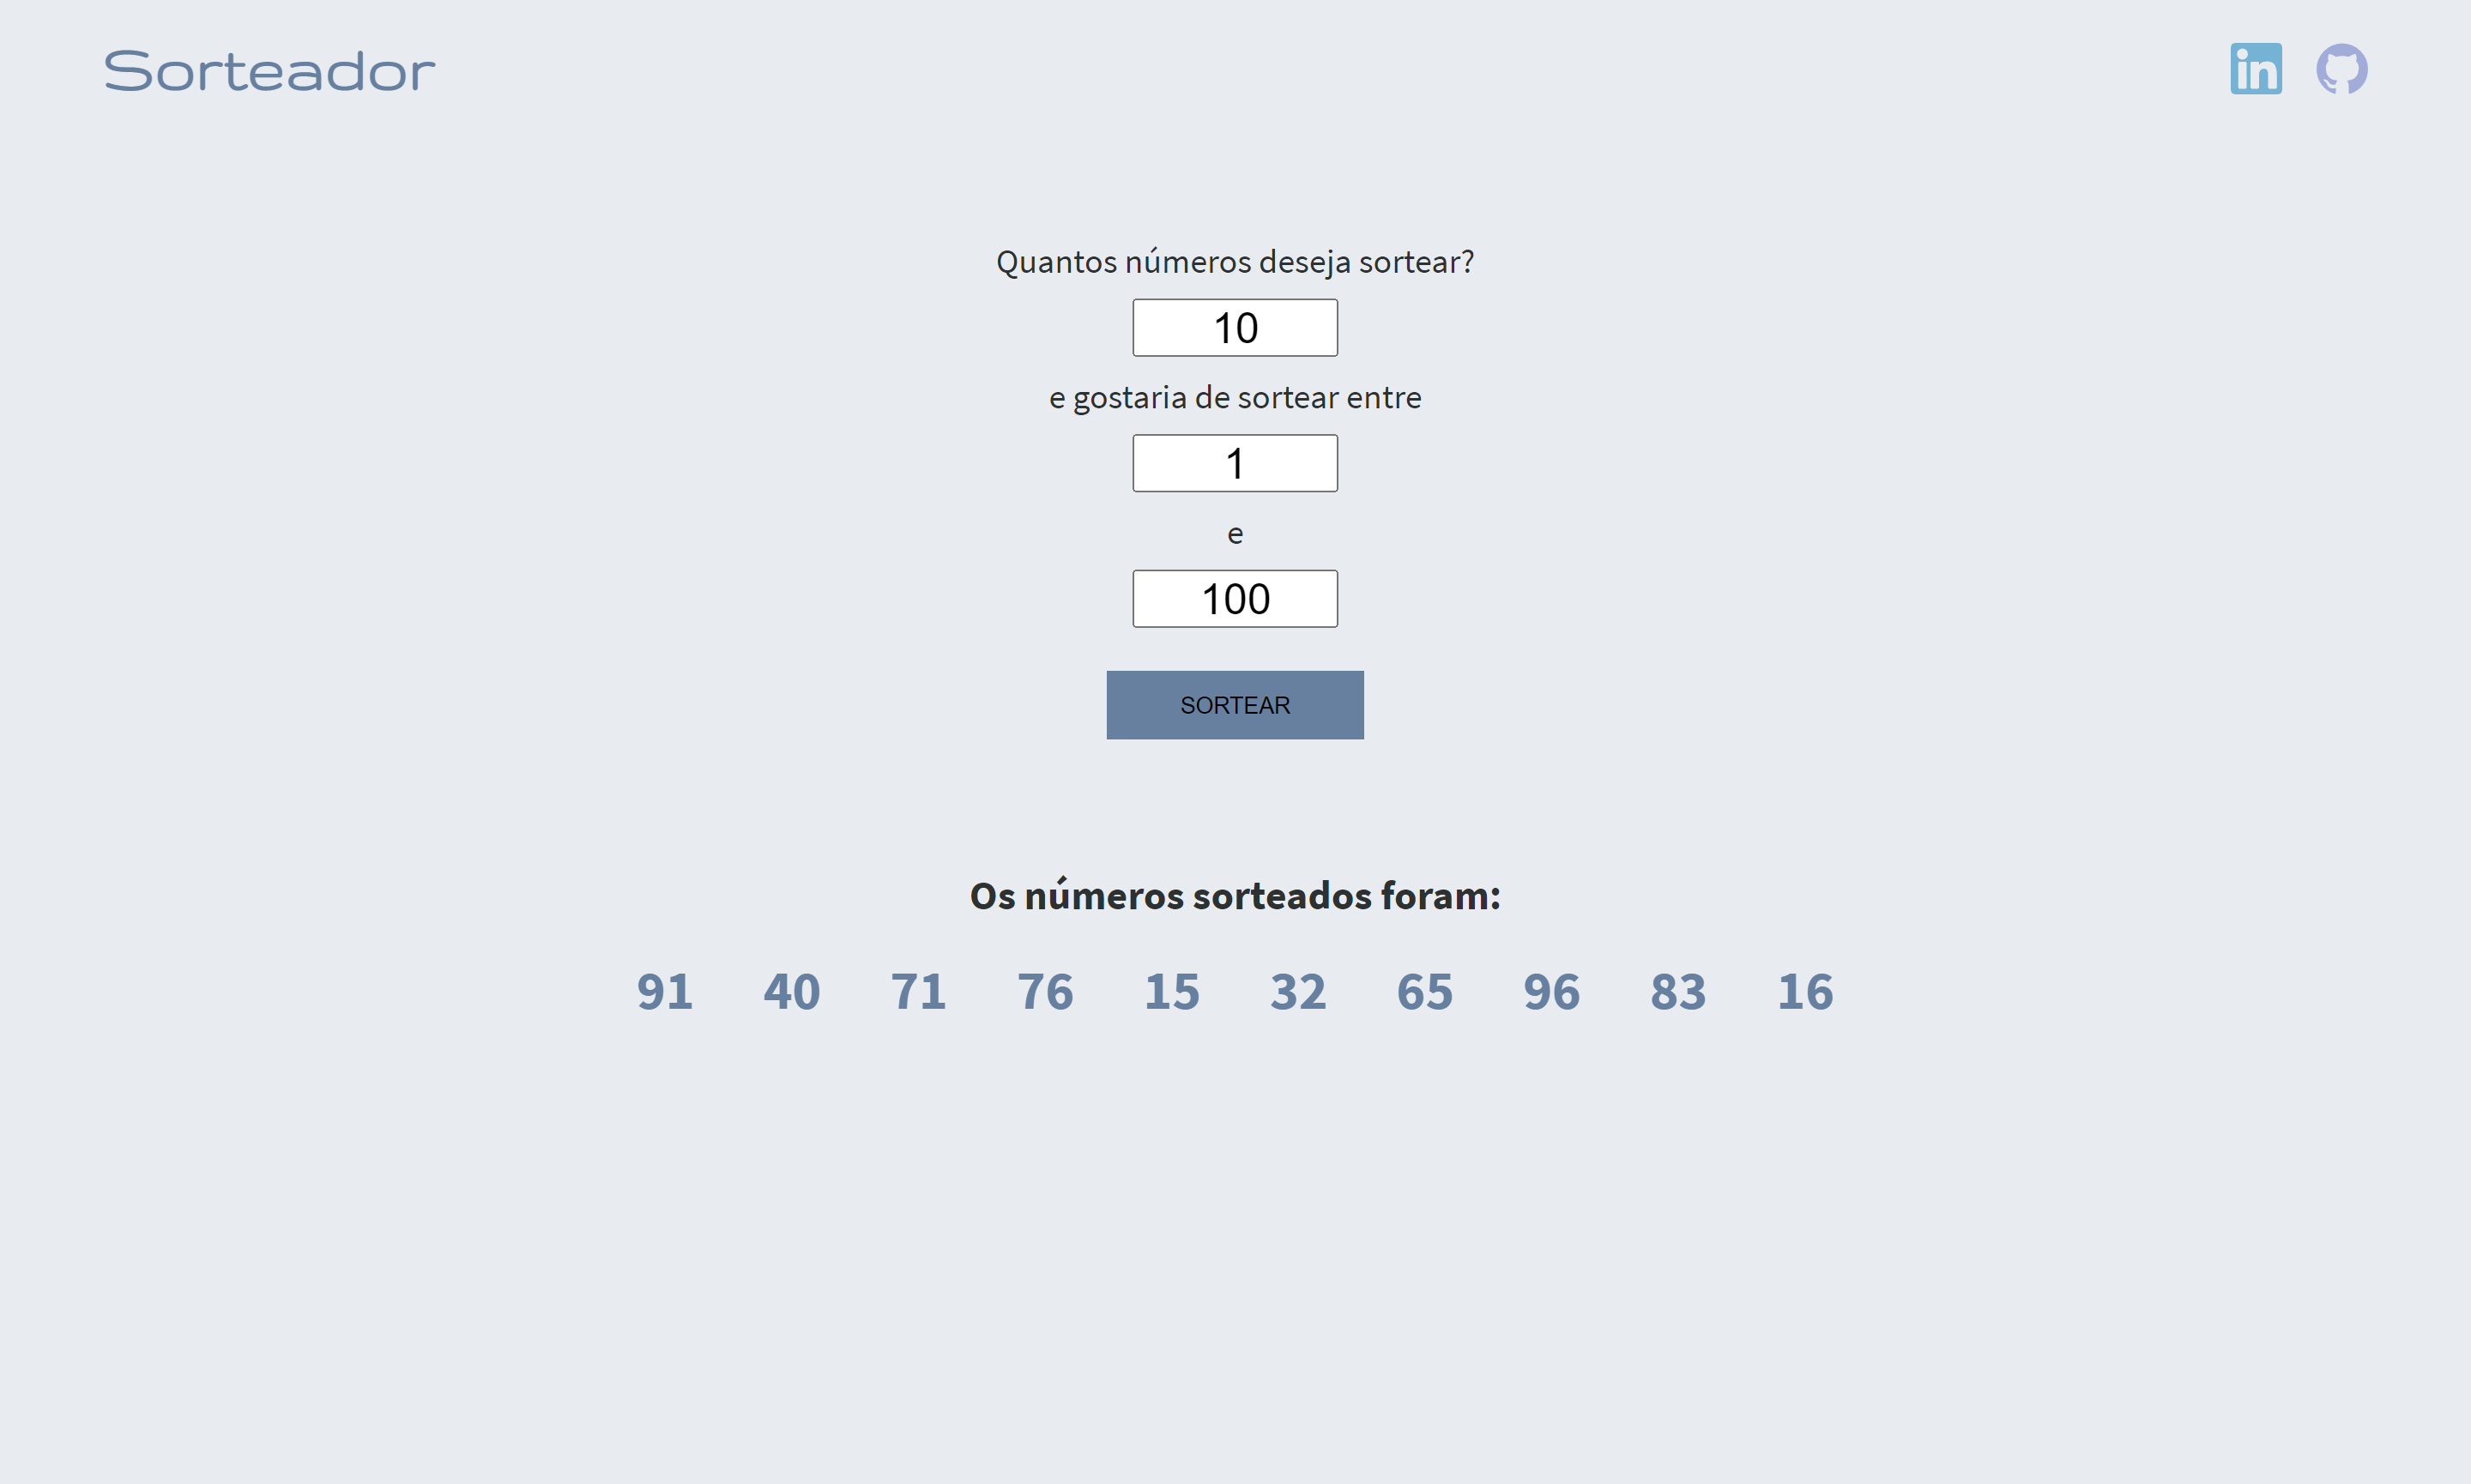 Sorteador
in
Quantos números deseja sortear?
10
e gostaria de sortear entre
1
e
100
SORTEAR
Os números sorteados foram:
91 40 71 76 15 32 65 96 83 16